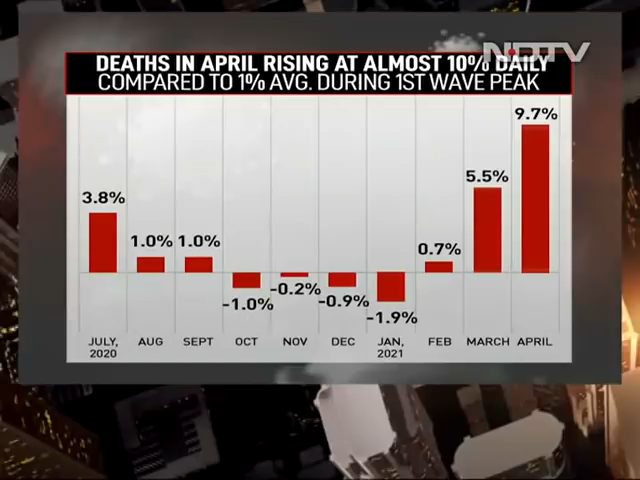 NDTV
DEATHS IN APRIL RISING AT ALMOST 10% DAILY
COMPARED TO 1% AVG. DURING 1ST WAVE PEAK
9.7%
5.5%
3.8%
1.0% 1.0%
0.7%
-1.0%
-0.2%
-0.9%
-1.9%
JULY, AUG SEPT OCT NOV DEC JAN, FEB MARCH APRIL
2020 2021